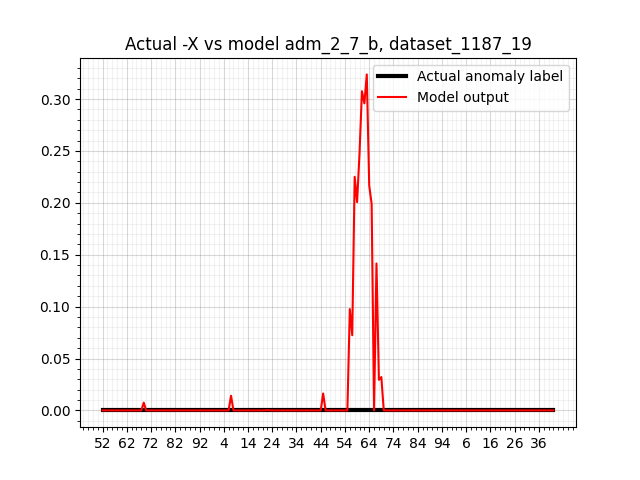 Actual -X vs model adm_2_7_b, dataset_1187_19
Actual anomaly label
Model output
0.30
0.25
0.20
0.15
0.10
0.05
0.00
52 62 72 82 92 4 14 24 34 44 54 64 74 84 94 6 16 26 36